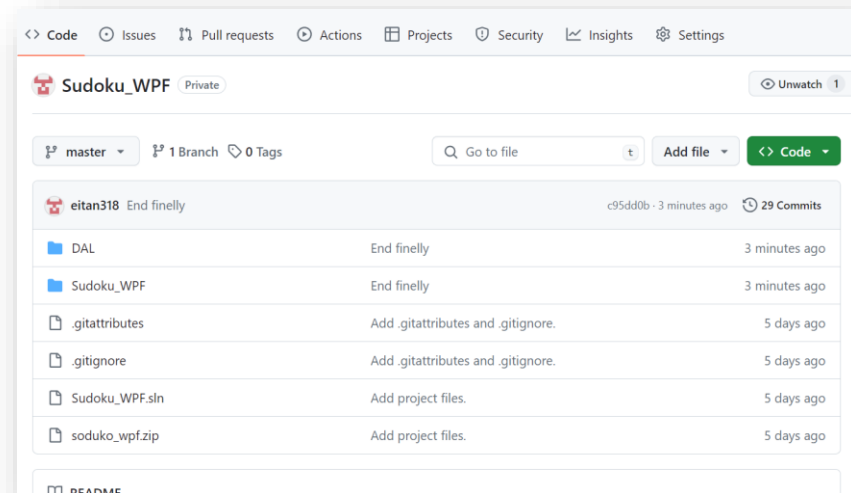 Code Issues Pull requests Actions Projects Security Insights Settings
Sudoku_WPF Private Unwatch 1
master 1 Branch 0 Tags Go to file t Add file Code
eitan318 End finelly c95dd0b · 3 minutes ago 29 Commits
DAL End finelly 3 minutes ago
Sudoku_WPF End finelly 3 minutes ago
.gitattributes Add .gitattributes and .gitignore. 5 days ago
.gitignore Add .gitattributes and .gitignore. 5 days ago
Sudoku_WPF.sln Add project files. 5 days ago
soduko_wpf.zip Add project files. 5 days ago
README